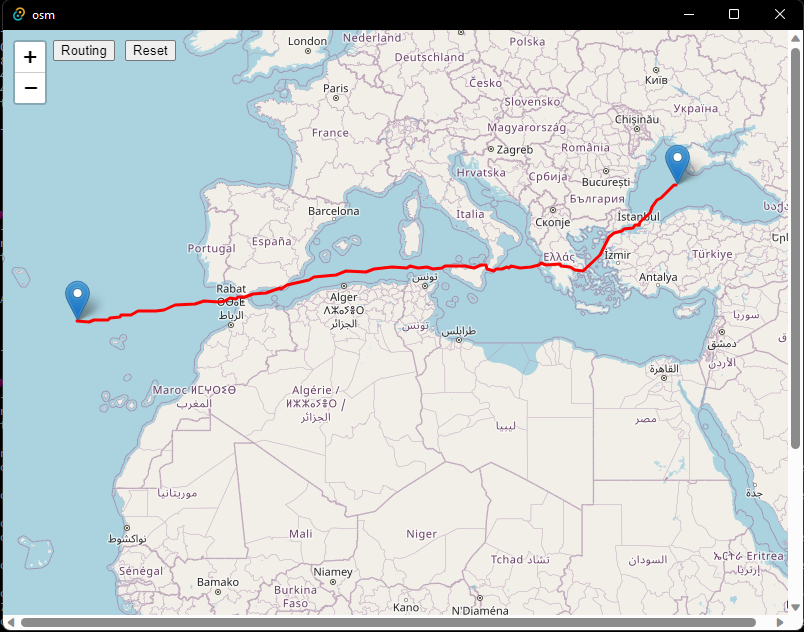 osm
+
−
Routing
Reset
London
Nederland
Polska
Deutschland
Київ
Paris
Česko
Україна
Slovensko
Chișinău
France
Magyarország
Zagreb
România
Hrvatska
Србија
București
България
Barcelona
Italia
Скопје
İstanbul
Portugal
España
Ελλάς
İzmir
Türkiye
Antalya
Rabat
ⵔⴱⴰⵟ
الرباط
تونس
Alger
الجزائر
تونس
طرابلس
سوريا
دمشق
الأردن
القاهرة
Maroc ⵍⵎⵖⵔⵉⴱ
المغرب
Algérie /
ⵍⵣⵣⴰⵢⴻⵔ /
الجزائر
ليبيا
مصر
جدة
موريتانيا
نواكشوط
Mali
Niger
Tchad تشاد
السودان
ኤርትራ Eritrea
إرتريا
Sénégal
Bamako
Niamey
Burkina
Faso
Kano
N'Djaména